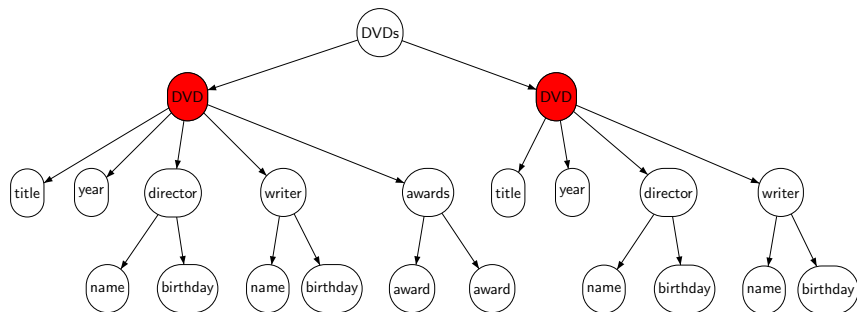 DVDs
DVD DVD
title year director writer awards title year director writer
name birthday name birthday award award name birthday name birthday